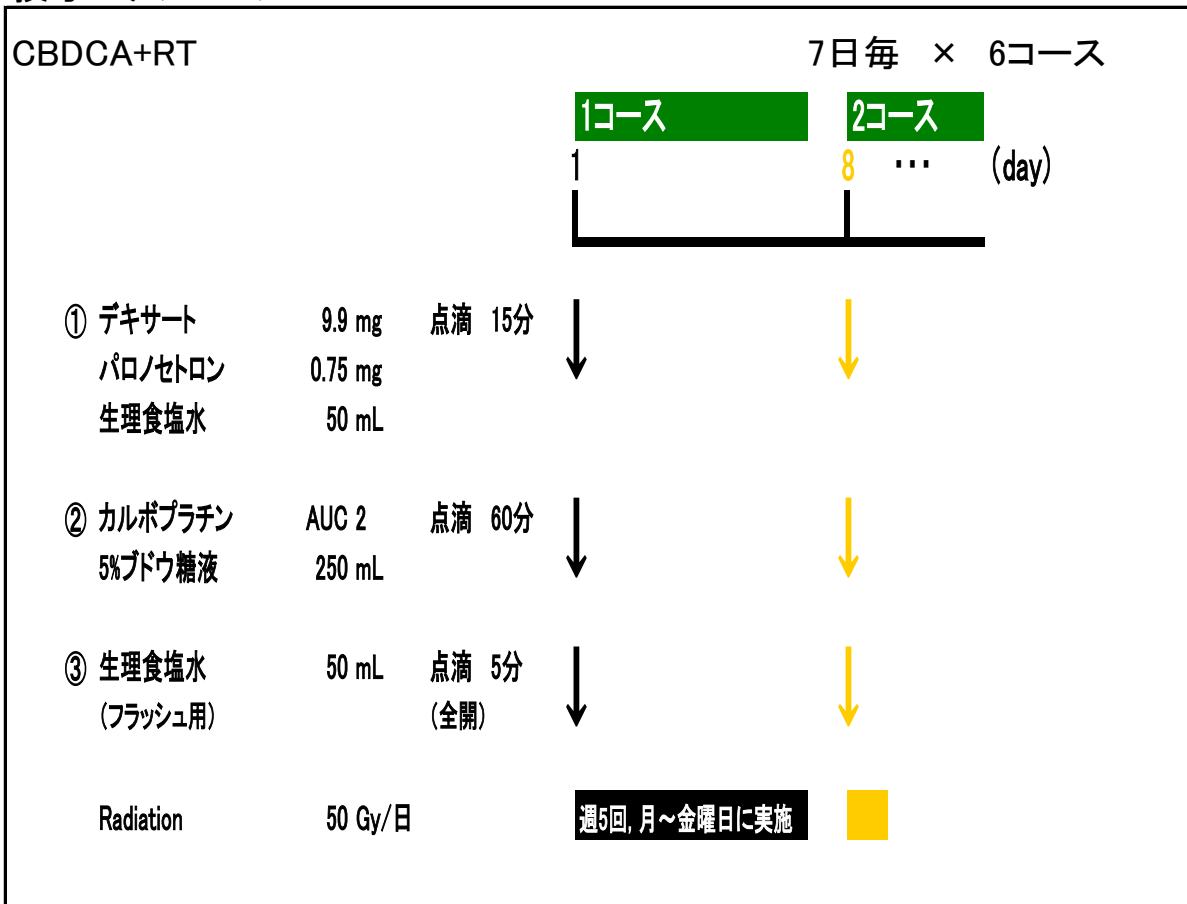 CBDCA+RT 7日毎 × 6コース
1コース 2コース
1 8 ・・・ (day)
① デキサート 9.9 mg 点滴 15分
パロノセトロン 0.75 mg
生理食塩水 50 mL
② カルボプラチン AUC 2 点滴 60分
5%ブドウ糖液 250 mL
③ 生理食塩水 50 mL 点滴 5分
(フラッシュ用) (全開)
Radiation 50 Gy/日 週5回, 月～金曜日に実施